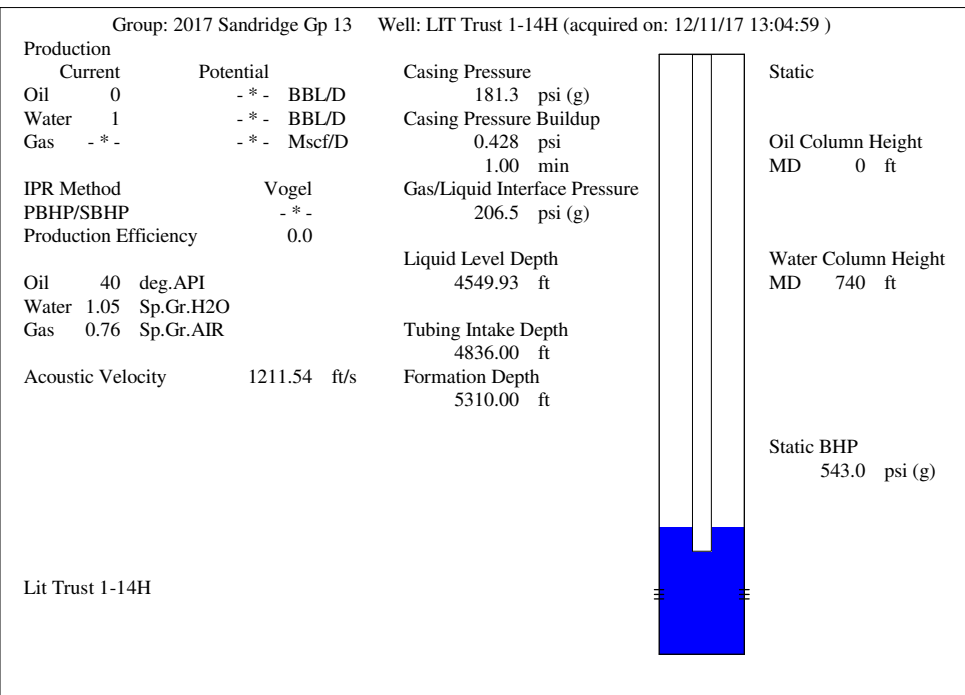 Group: 2017 Sandridge Gp 13 Well: LIT Trust 1-14H (acquired on: 12/11/17 13:04:59 )
Production
Current Potential
Oil 0 - * - BBL/D
Water 1 - * - BBL/D
Gas - * - - * - Mscf/D
IPR Method Vogel
PBHP/SBHP - * -
Production Efficiency 0.0
Oil 40 deg.API
Water 1.05 Sp.Gr.H2O
Gas 0.76 Sp.Gr.AIR
Acoustic Velocity 1211.54 ft/s
Casing Pressure
181.3 psi (g)
Casing Pressure Buildup
0.428 psi
1.00 min
Gas/Liquid Interface Pressure
206.5 psi (g)
Liquid Level Depth
4549.93 ft
Tubing Intake Depth
4836.00 ft
Formation Depth
5310.00 ft
Static
Oil Column Height
MD 0 ft
Water Column Height
MD 740 ft
Static BHP
543.0 psi (g)
Lit Trust 1-14H